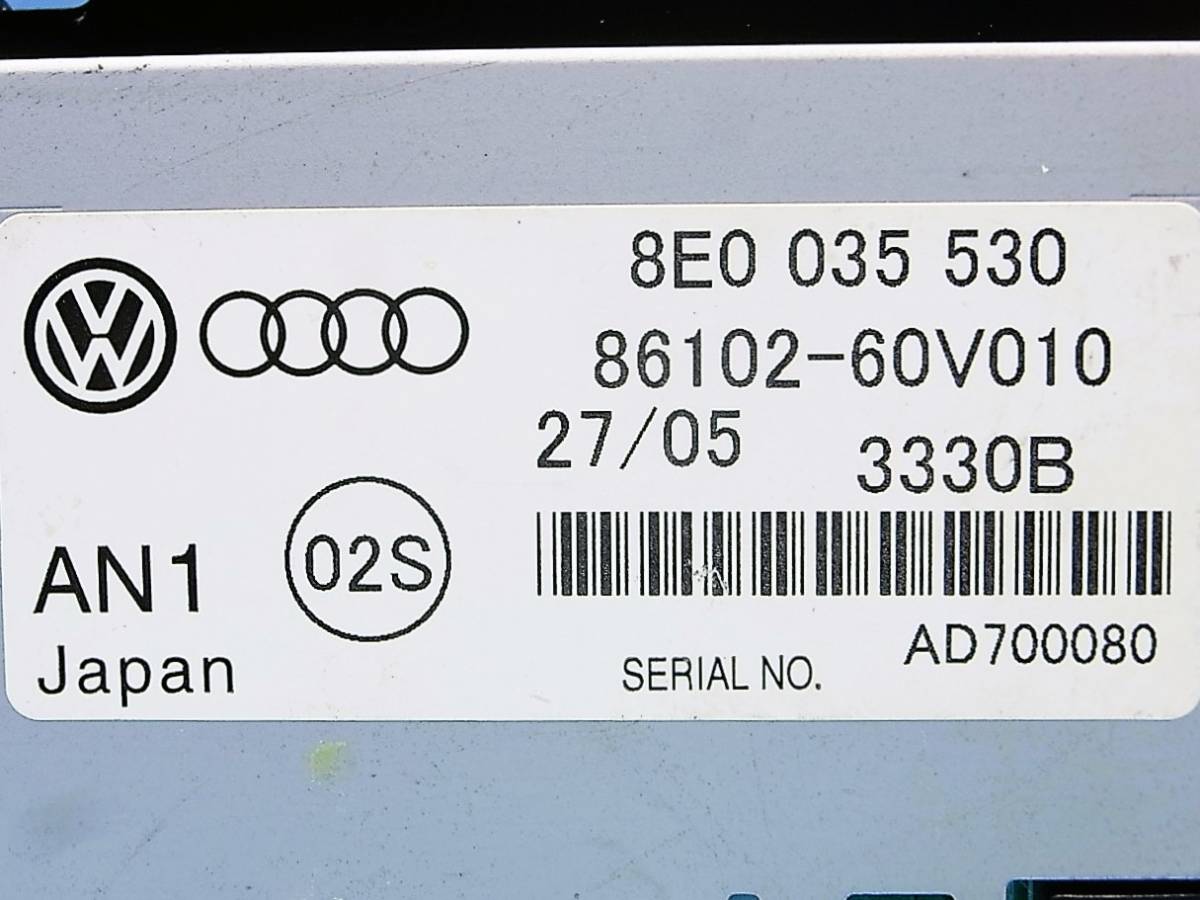 8E0 035 530
86102-60V010
27/05 3330B
AN1 02S
Japan
AD700080
SERIAL NO.